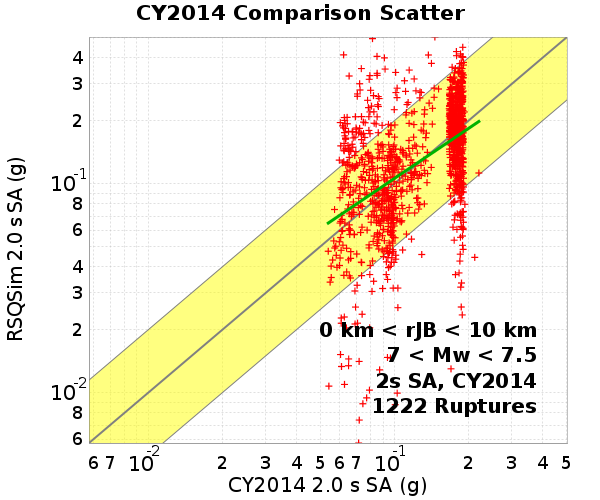 CY2014 Comparison Scatter
RSQSim 2.0 s SA (g)
4
3
2
10-1
8
6
4
3
2
10-2
8
6
0 km < rJB < 10 km
7 < Mw < 7.5
2s SA, CY2014
1222 Ruptures
6 7 10-2 2 3 4 5 6 7 10-1 2 3 4 5
CY2014 2.0 s SA (g)